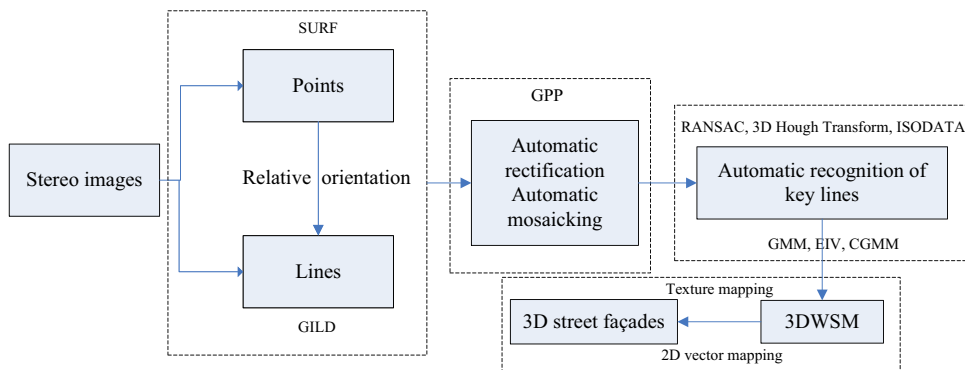 SURF
Points
Stereo images
Relative orientation
Lines
GILD
GPP
Automatic
rectification
Automatic
mosaicking
RANSAC, 3D Hough Transform, ISODATA
Automatic recognition of
key lines
GMM, EIV, CGMM
Texture mapping
3D street façades
3DWSM
2D vector mapping